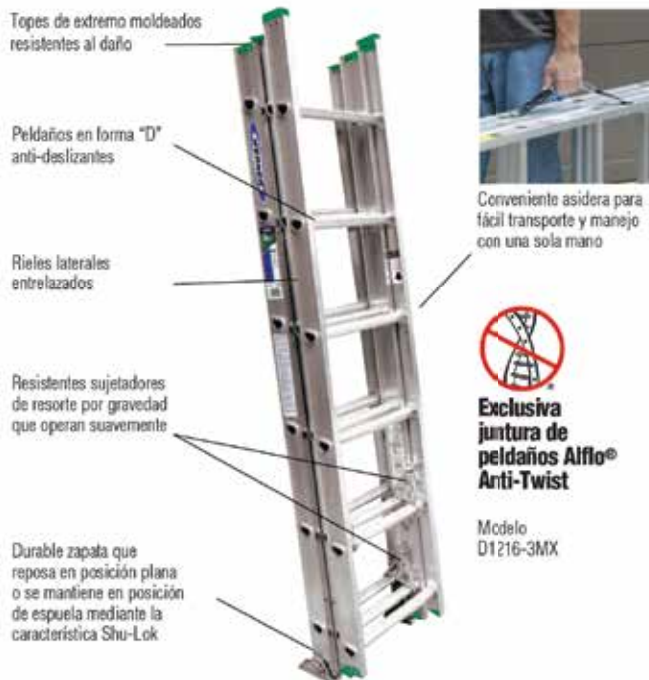 Topes de extremo moldeados
resistentes al daño
Peldaños en forma "D"
anti-deslizantes
Rieles laterales
entrelazados
Resistentes sujetadores
de resorte por gravedad
que operan suavemente
Durable zapata que
reposa en posición plana
o se mantiene en posición
de espuela mediante la
característica Shu-Lok
Conveniente asidera para
fácil transporte y manejo
con una sola mano
Exclusiva
juntura de
peldaños Alflo®
Anti-Twist
Modelo
D1216-3MX